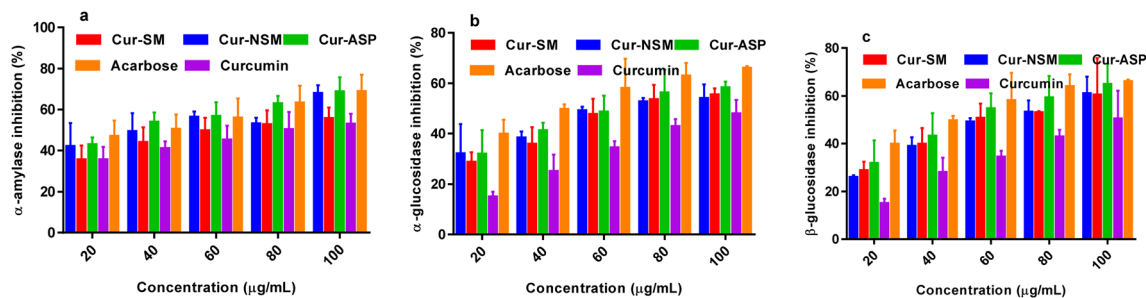 a
Cur-SM Cur-NSM Cur-ASP
Acarbose Curcumin
α-amylase inhibition (%)
100
80
60
40
20
0
20 40 60 80 100
Concentration (µg/mL)
b
Cur-SM Cur-NSM Cur-ASP
Acarbose Curcumin
α-glucosidase inhibition (%)
80
60
40
20
0
20 40 60 80 100
Concentration (µg/mL)
c
Cur-SM Cur-NSM Cur-ASP
Acarbose Curcumin
β-glucosidase inhibition (%)
80
60
40
20
0
20 40 60 80 100
Concentration (µg/mL)